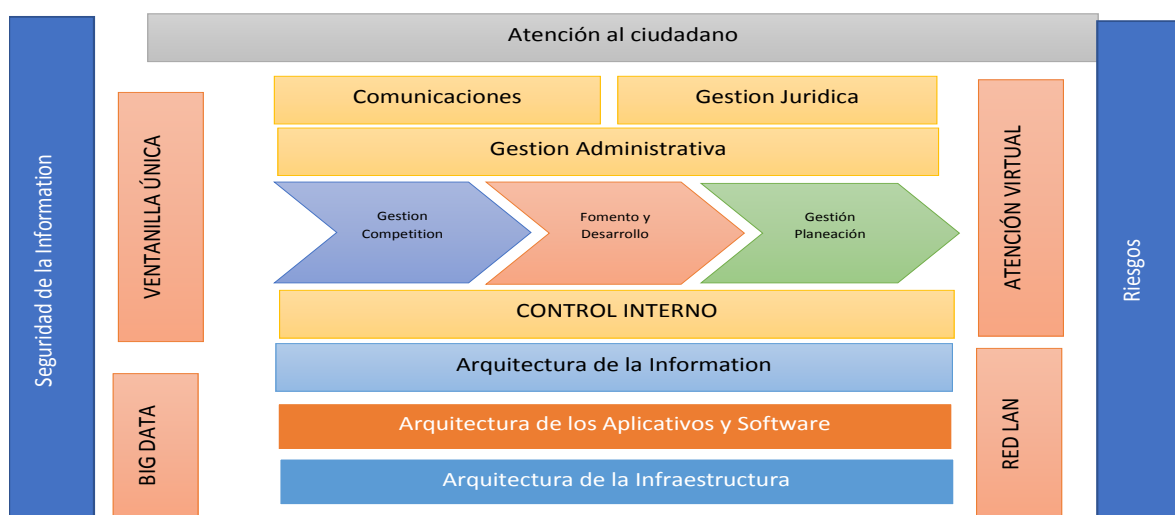 Atención al ciudadano
Seguridad de la Information
VENTANILLA ÚNICA
BIG DATA
Comunicaciones
Gestion Juridica
Gestion Administrativa
Gestion
Competition
Fomento y
Desarrollo
Gestión
Planeación
CONTROL INTERNO
Arquitectura de la Information
Arquitectura de los Aplicativos y Software
Arquitectura de la Infraestructura
ATENCIÓN VIRTUAL
RED LAN
Riesgos